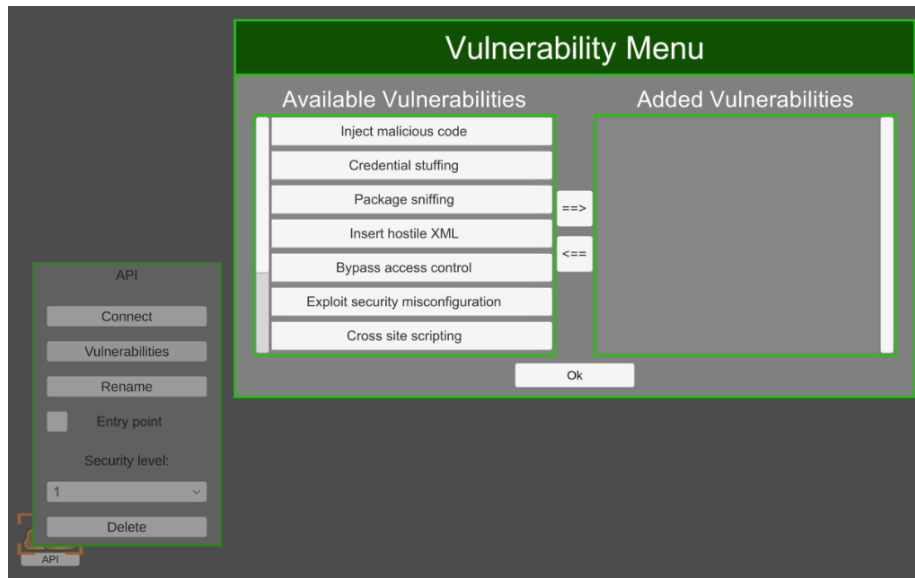 Vulnerability Menu
Available Vulnerabilities
Added Vulnerabilities
Inject malicious code
Credential stuffing
Package sniffing
Insert hostile XML
Bypass access control
Exploit security misconfiguration
Cross site scripting
==>
<==
Ok
API
Connect
Vulnerabilities
Rename
Entry point
Security level:
1
Delete
API